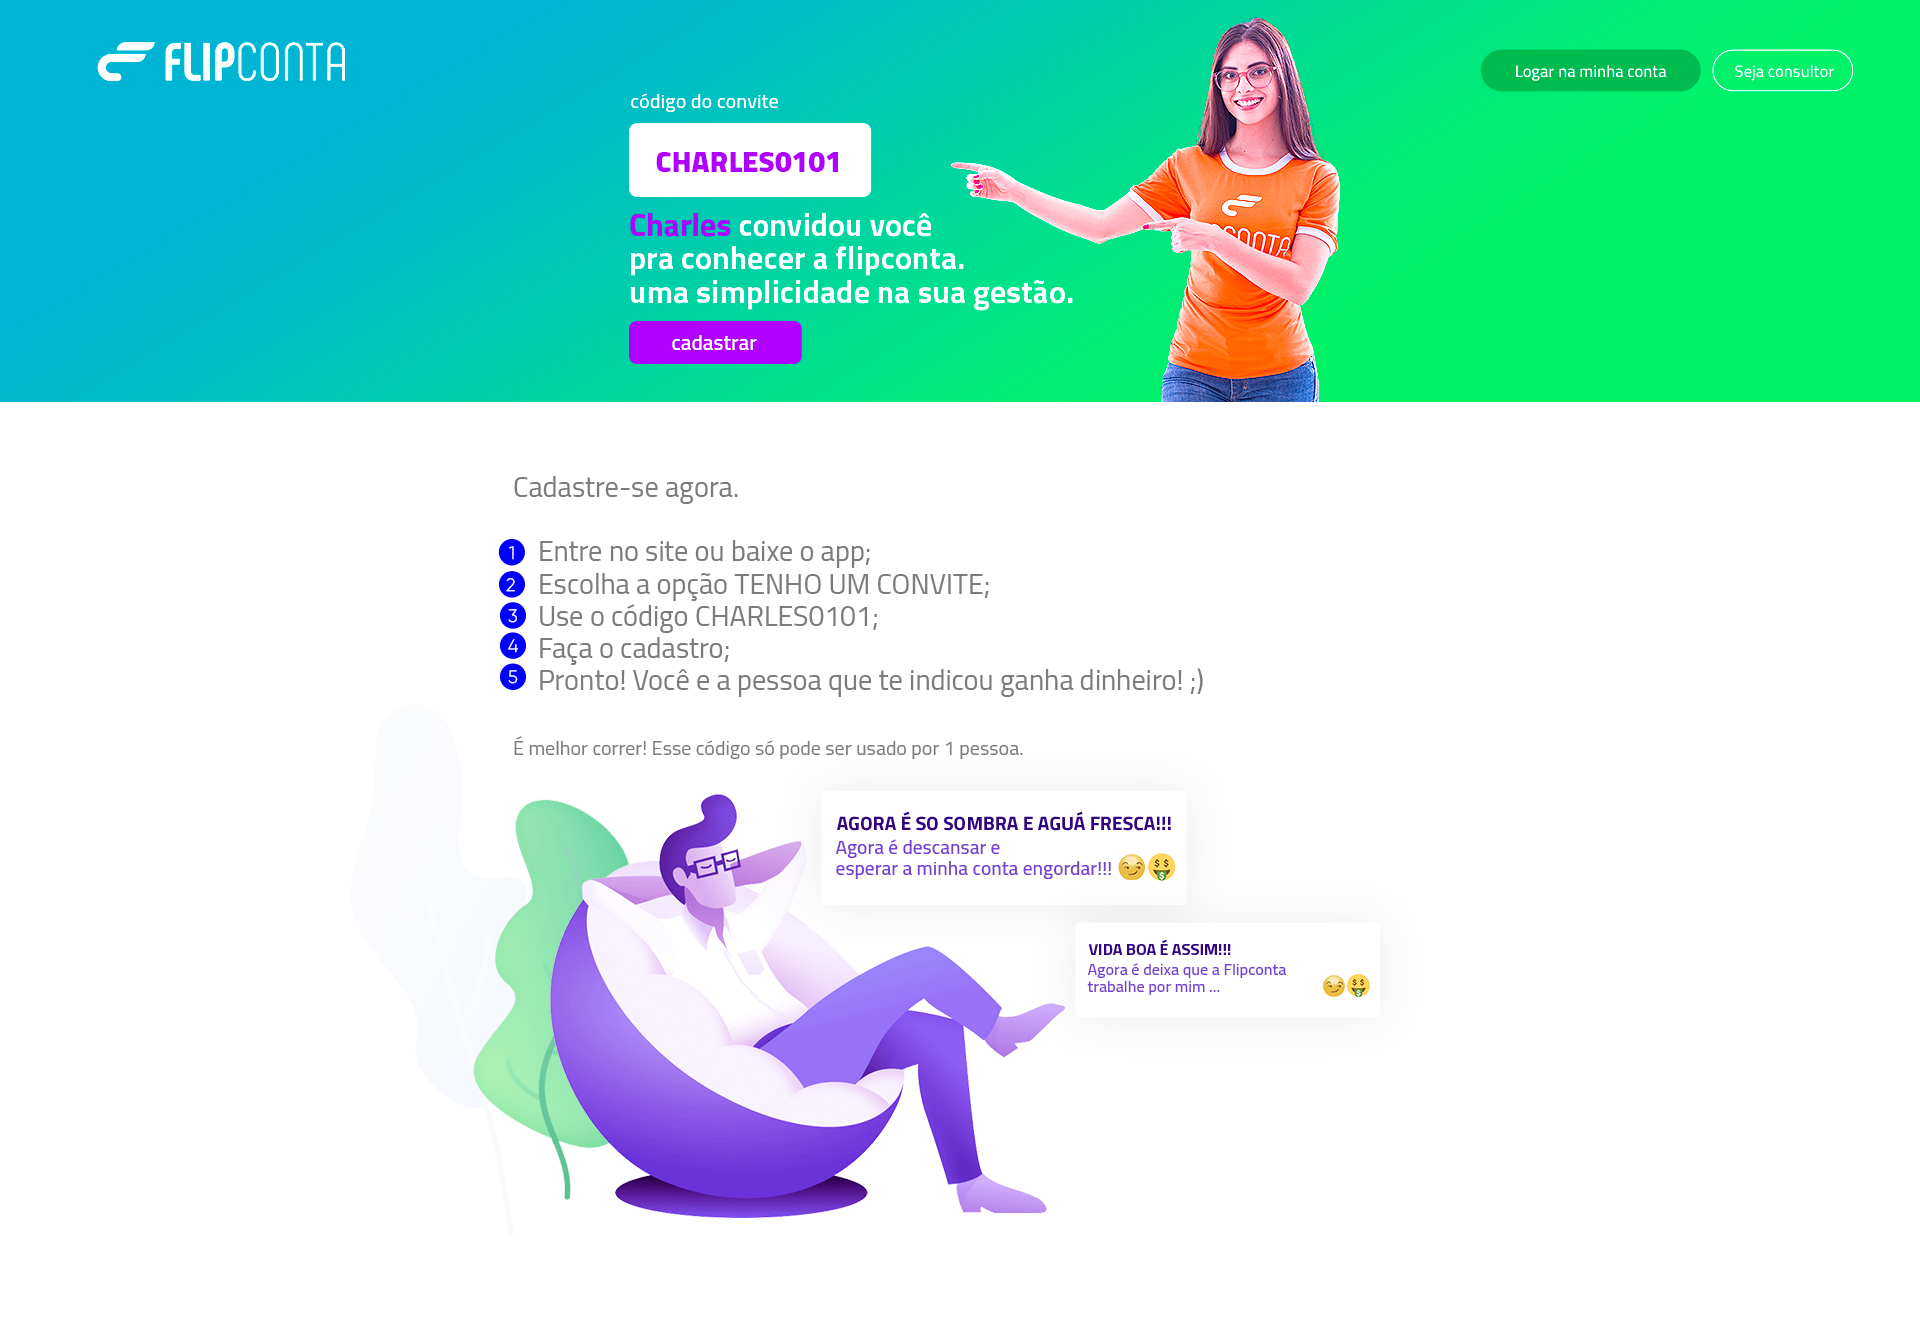 FLIPCONTA
Logar na minha conta
Seja consultor
código do convite
CHARLES0101
Charles convidou você
pra conhecer a flipconta.
uma simplicidade na sua gestão.
cadastrar
Cadastre-se agora.
1 Entre no site ou baixe o app;
2 Escolha a opção TENHO UM CONVITE;
3 Use o código CHARLES0101;
4 Faça o cadastro;
5 Pronto! Você e a pessoa que te indicou ganha dinheiro! ;)
É melhor correr! Esse código só pode ser usado por 1 pessoa.
AGORA É SO SOMBRA E AGUÁ FRESCA!!!
Agora é descansar e
esperar a minha conta engordar!!!
VIDA BOA É ASSIM!!!
Agora é deixa que a Flipconta
trabalhe por mim ...